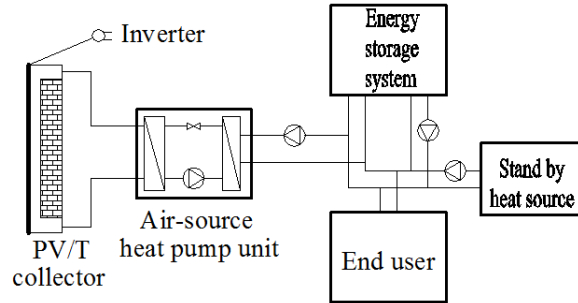 Inverter
Energy
storage
system
Stand by
heat source
Air-source
heat pump unit
PV/T
collector
End user